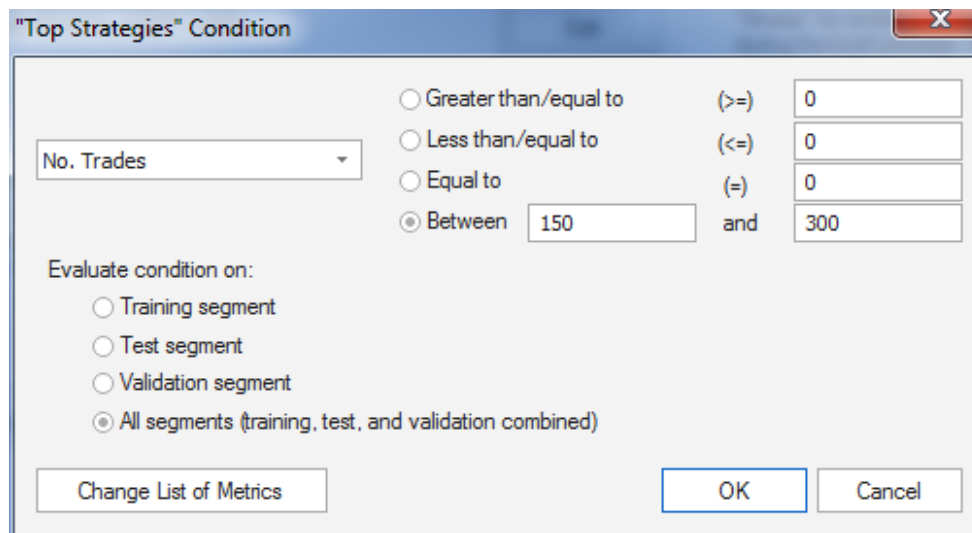 "Top Strategies" Condition
X
Greater than/equal to (>=) 0
Less than/equal to (<=) 0
No. Trades
Equal to (=) 0
Between 150 and 300
Evaluate condition on:
Training segment
Test segment
Validation segment
All segments (training, test, and validation combined)
Change List of Metrics OK Cancel